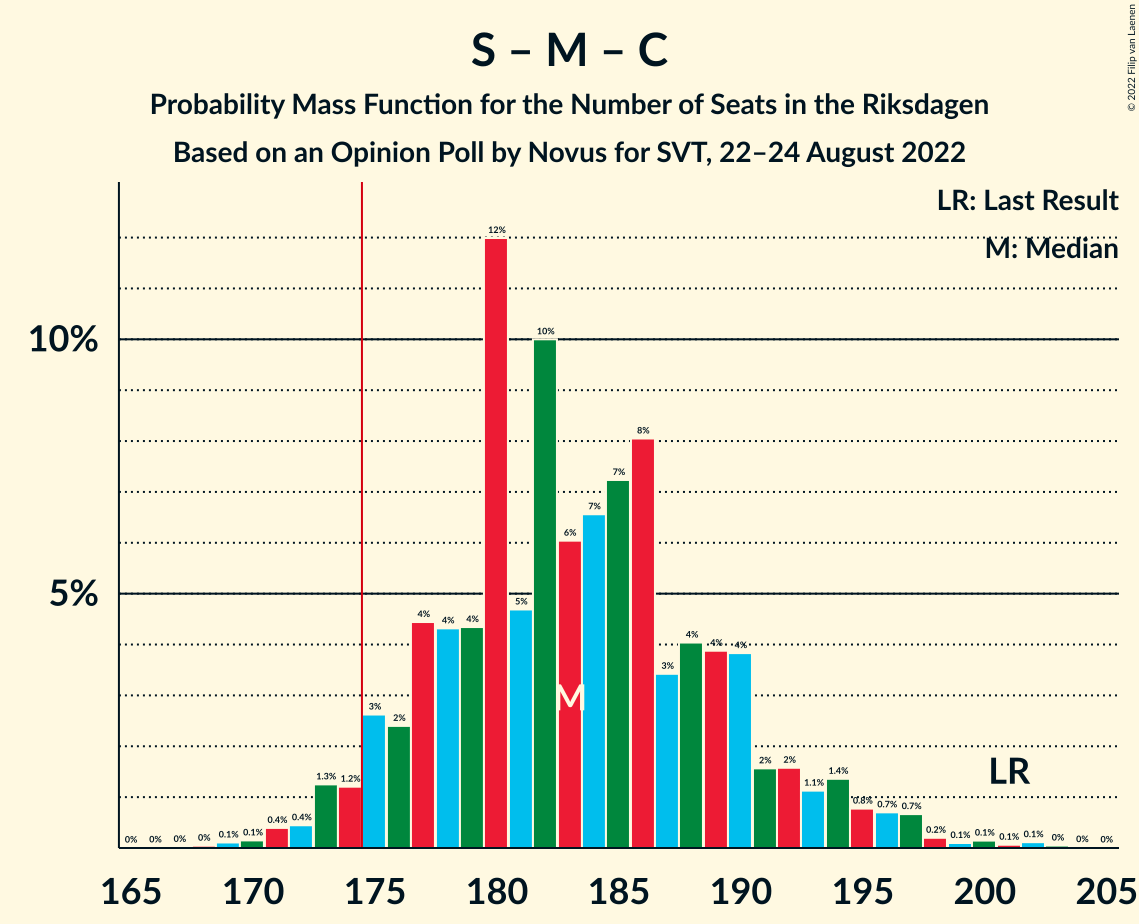 © 2022 Filip van Laenen
S – M – C
Probability Mass Function for the Number of Seats in the Riksdagen
Based on an Opinion Poll by Novus for SVT, 22–24 August 2022
LR: Last Result
M: Median
10%
5%
0% 0% 0% 0% 0.1% 0.1% 0.4% 0.4% 1.3% 1.2% 3% 2% 4% 4% 4% 12% 5% 10% 6% 7% 7% 8% 3% 4% 4% 4% 2% 2% 1.1% 1.4% 0.8% 0.7% 0.7% 0.2% 0.1% 0.1% 0.1% 0.1% 0% 0% 0%
M
LR
165 170 175 180 185 190 195 200 205